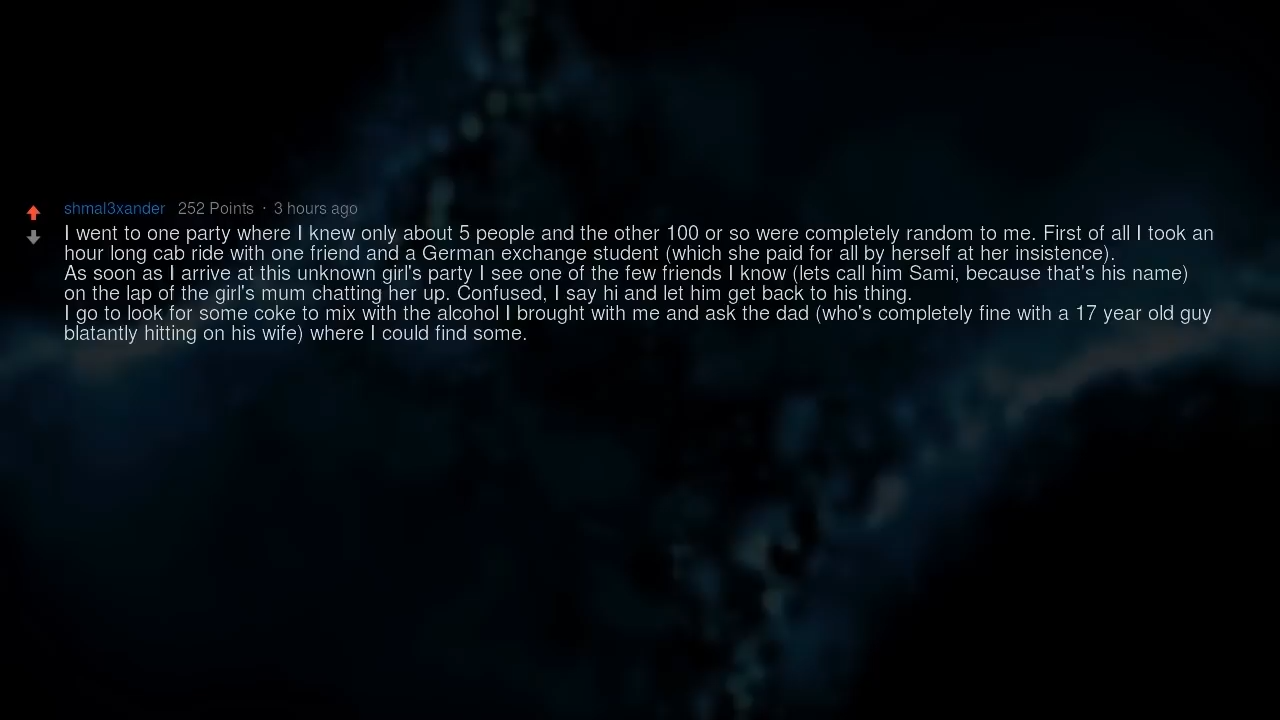 shmal3xander 252 Points · 3 hours ago
I went to one party where I knew only about 5 people and the other 100 or so were completely random to me. First of all I took an
hour long cab ride with one friend and a German exchange student (which she paid for all by herself at her insistence).
As soon as I arrive at this unknown girl's party I see one of the few friends I know (lets call him Sami, because that's his name)
on the lap of the girl's mum chatting her up. Confused, I say hi and let him get back to his thing.
I go to look for some coke to mix with the alcohol I brought with me and ask the dad (who's completely fine with a 17 year old guy
blatantly hitting on his wife) where I could find some.